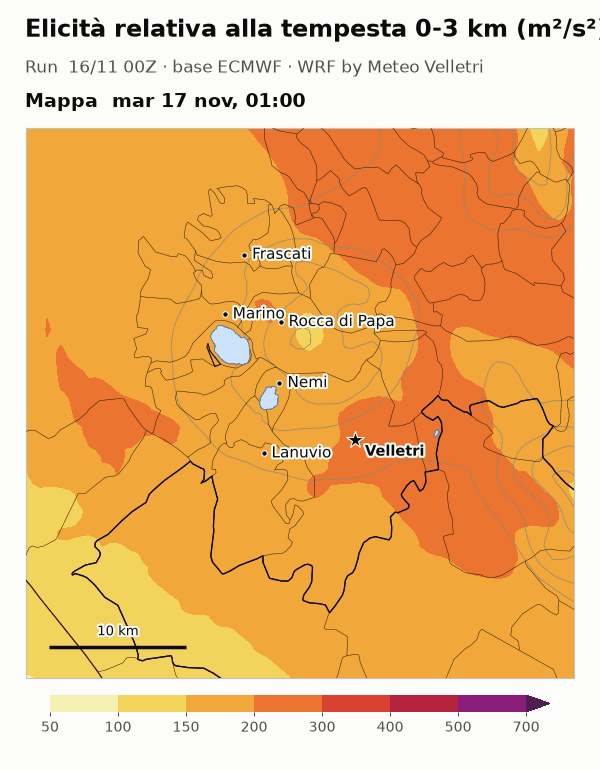 Elicità relativa alla tempesta 0-3 km (m²/s²)
Run 16/11 00Z · base ECMWF · WRF by Meteo Velletri
Mappa mar 17 nov, 01:00
Frascati
Marino
Rocca di Papa
Nemi
Velletri
Lanuvio
10 km
50 100 150 200 300 400 500 700